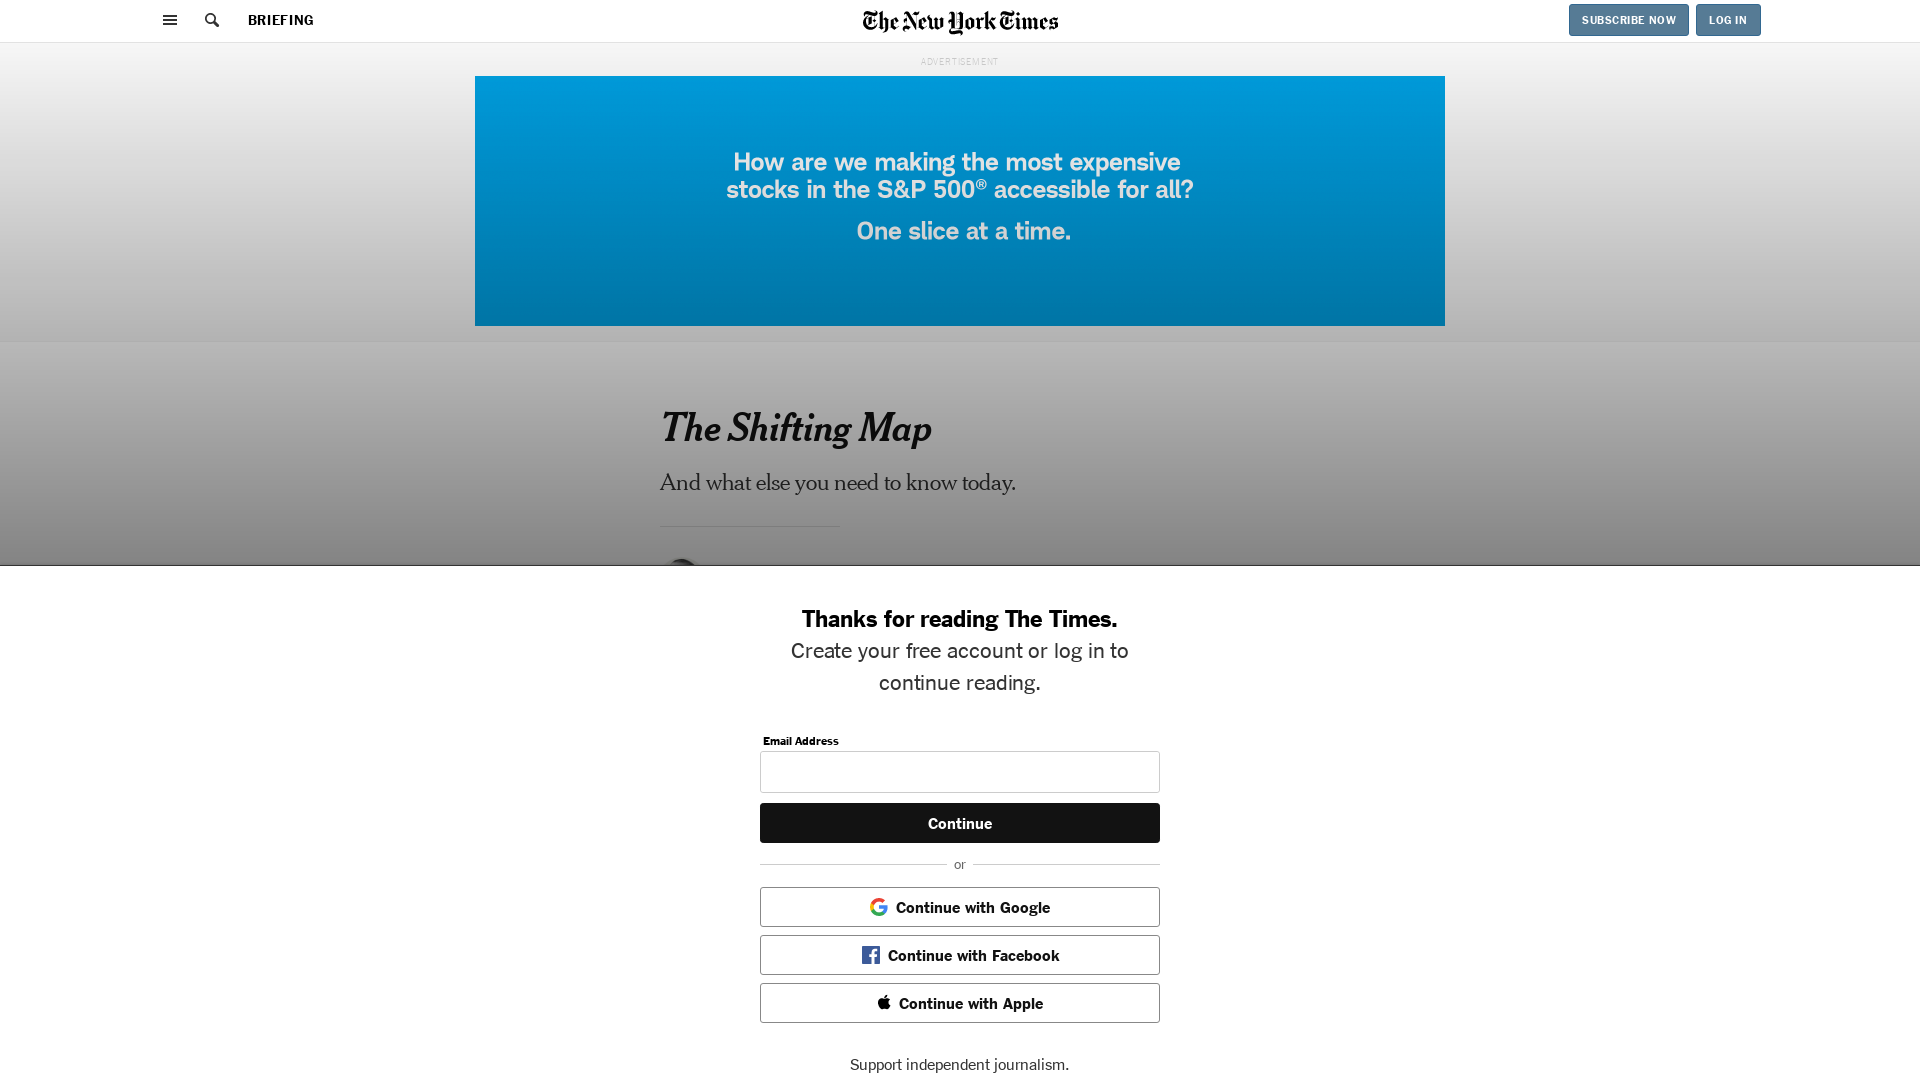 BRIEFING
The New York Times
SUBSCRIBE NOW
LOG IN
ADVERTISEMENT
How are we making the most expensive
stocks in the S&P 500® accessible for all?
One slice at a time.
The Shifting Map
And what else you need to know today.
Thanks for reading The Times.
Create your free account or log in to
continue reading.
Email Address
Continue
or
Continue with Google
Continue with Facebook
Continue with Apple
Support independent journalism.